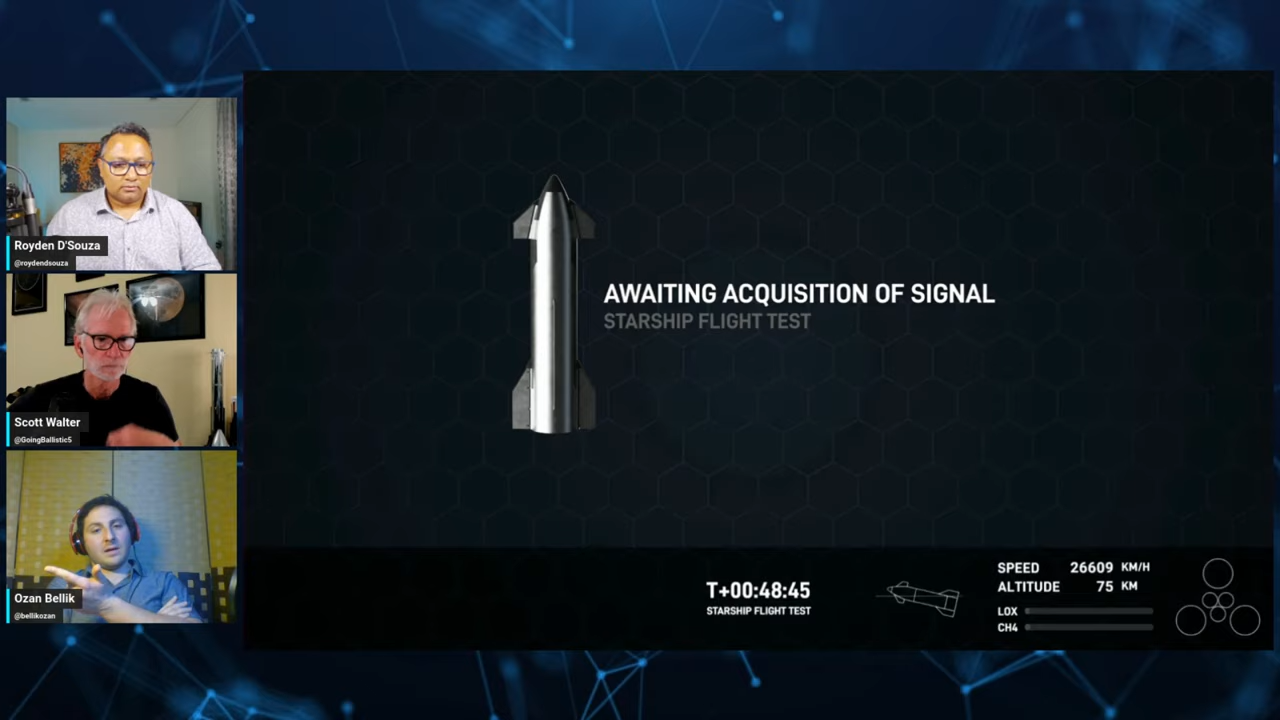 Royden D'Souza
@roydendsouza
Scott Walter
@GoingBallistic5
Ozan Bellik
@bellikozan
AWAITING ACQUISITION OF SIGNAL
STARSHIP FLIGHT TEST
T+00:48:45
STARSHIP FLIGHT TEST
SPEED 26609 KM/H
ALTITUDE 75 KM
LOX
CH4